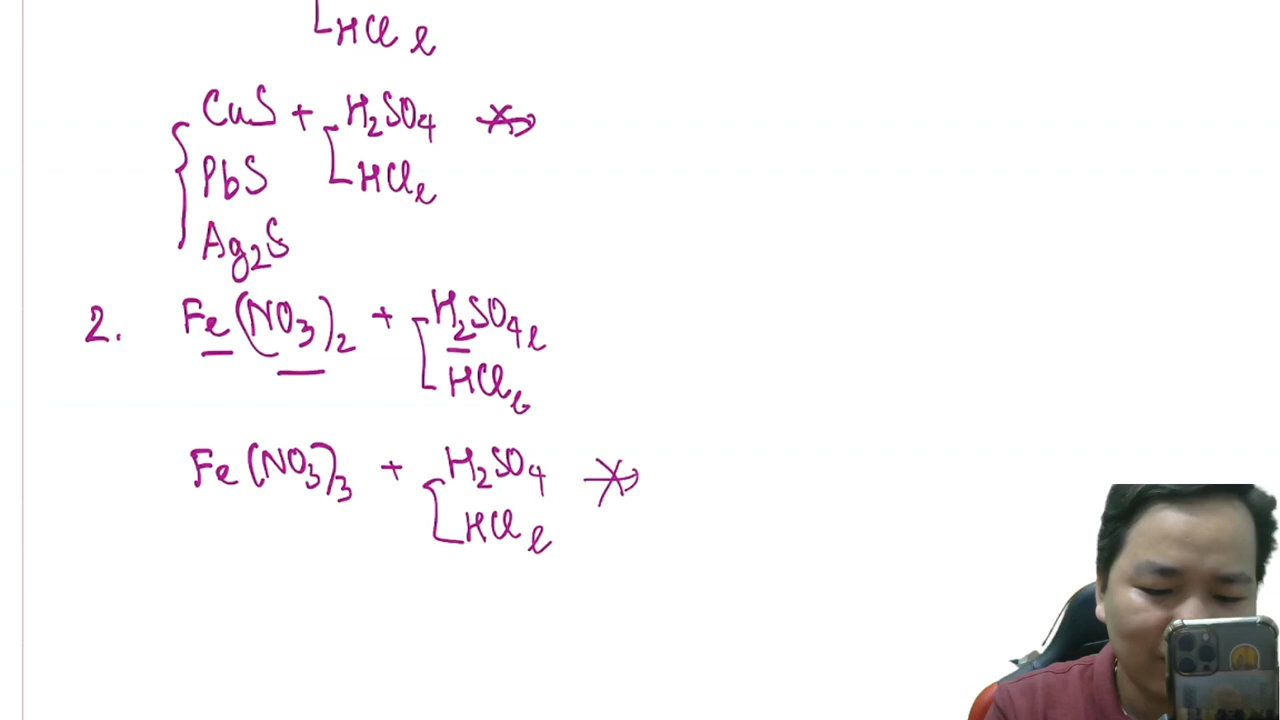 HCl l
CuS + H2SO4
PbS HCl l
Ag2S
2. Fe(NO3)2 + H2SO4 l
HCl l
Fe(NO3)3 + H2SO4
HCl l